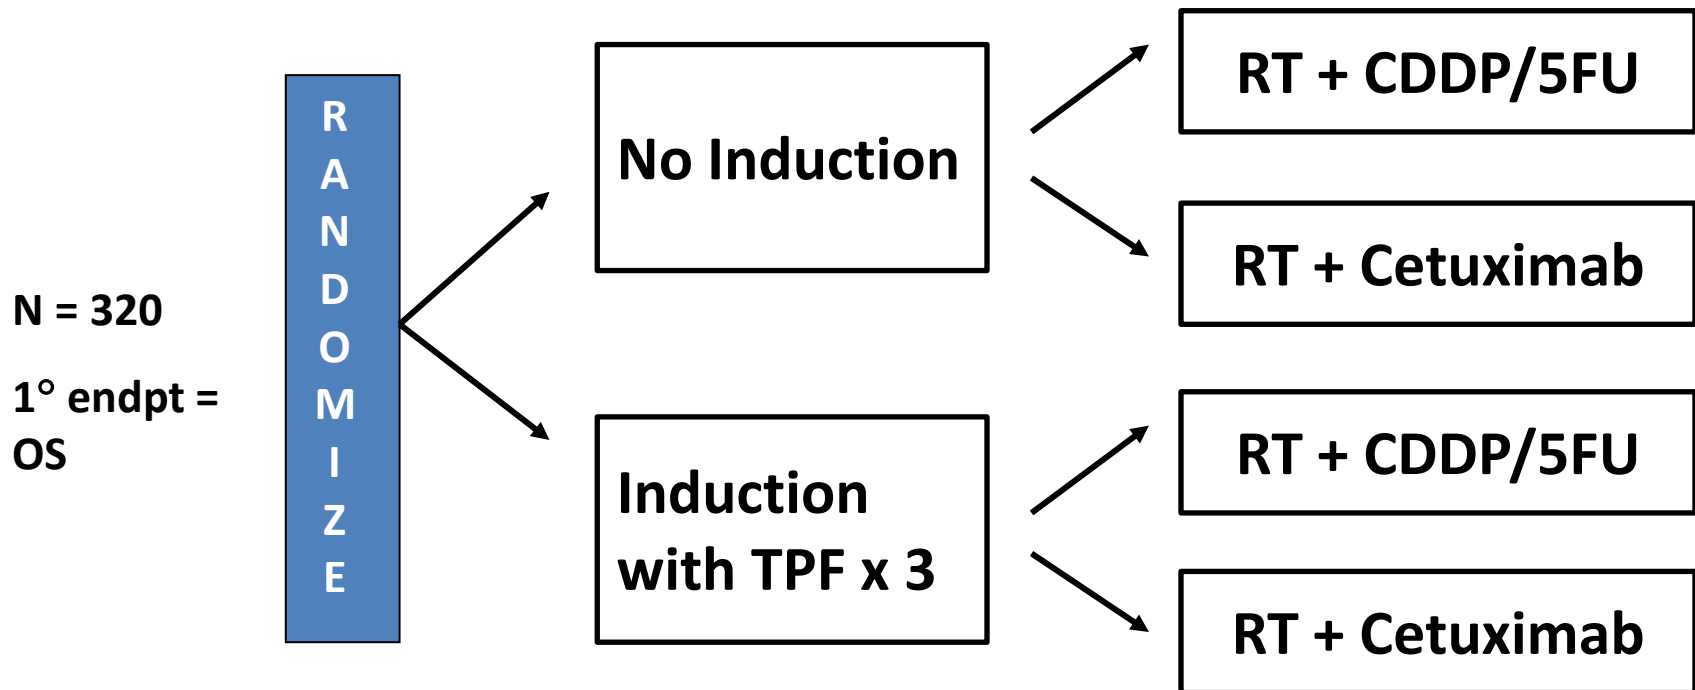 N = 320
1° endpt =
OS
R
A
N
D
O
M
I
Z
E
No Induction
Induction
with TPF x 3
RT + CDDP/5FU
RT + Cetuximab
RT + CDDP/5FU
RT + Cetuximab